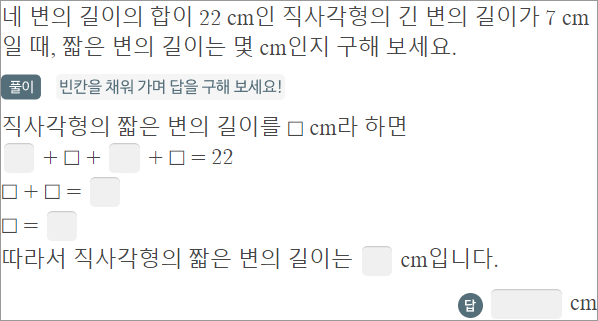 네 변의 길이의 합이 22 cm인 직사각형의 긴 변의 길이가 7 cm
일 때, 짧은 변의 길이는 몇 cm인지 구해 보세요.
풀이 빈칸을 채워 가며 답을 구해 보세요!
직사각형의 짧은 변의 길이를 □ cm라 하면
+ □ + + □ = 22
□ + □ =
□ =
따라서 직사각형의 짧은 변의 길이는 cm입니다.
답 cm